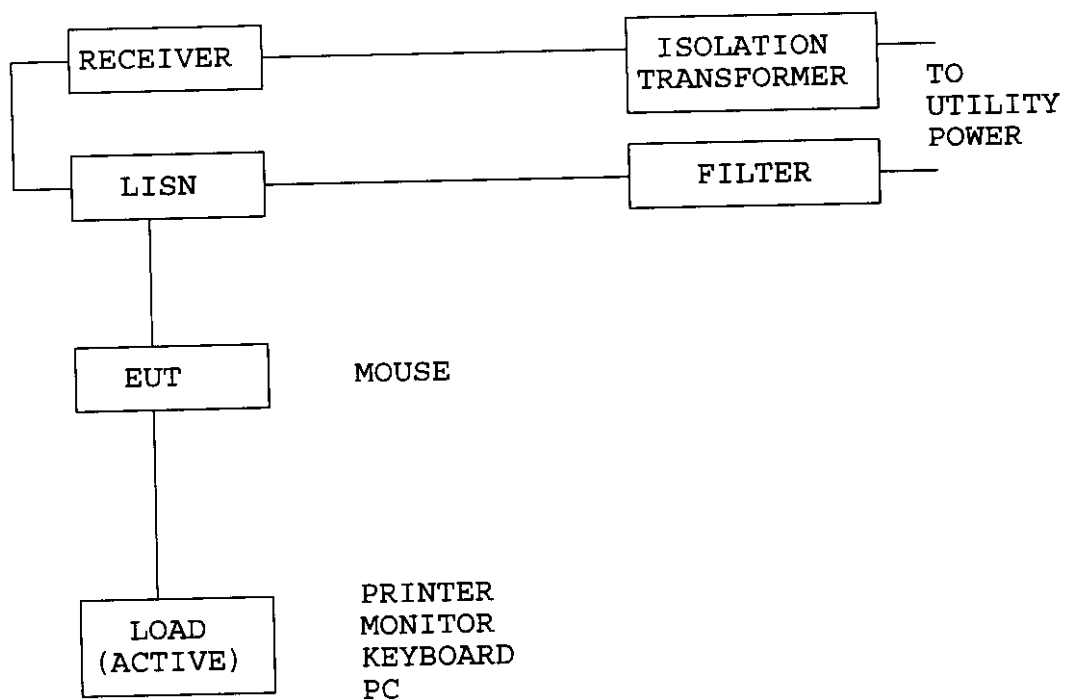 RECEIVER
ISOLATION
TRANSFORMER
TO
UTILITY
POWER
LISN
FILTER
EUT
MOUSE
LOAD
(ACTIVE)
PRINTER
MONITOR
KEYBOARD
PC